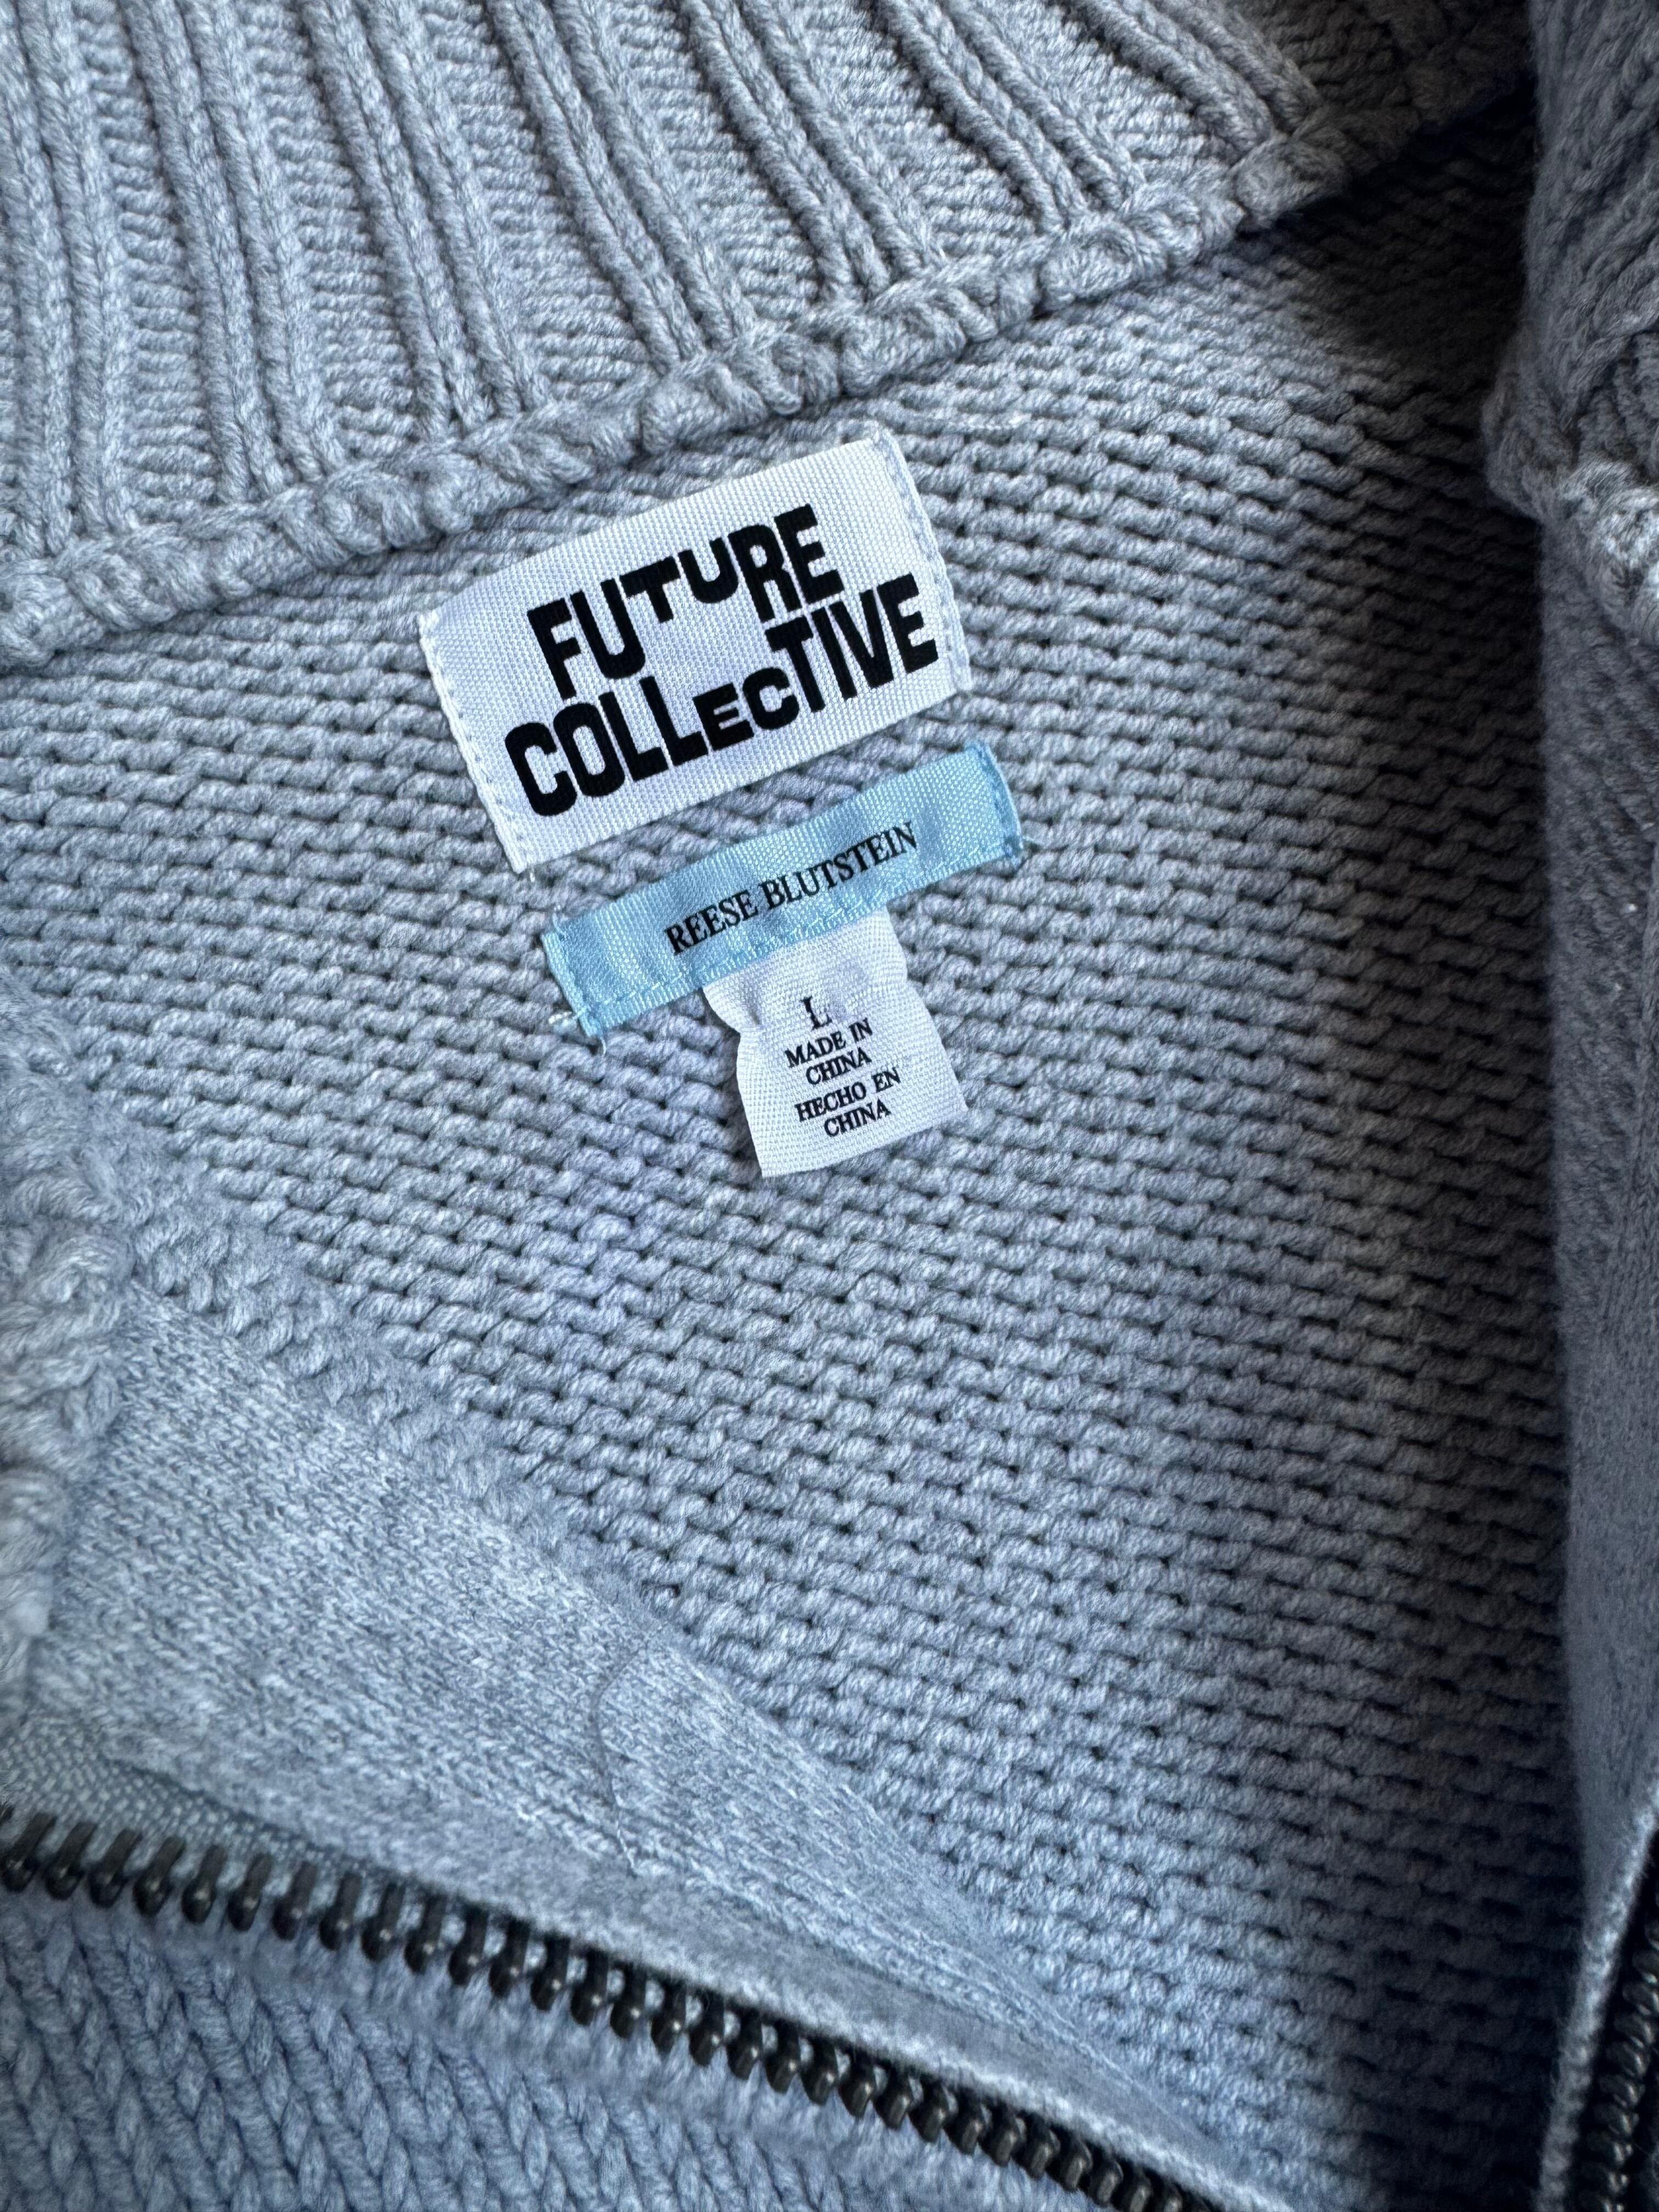 FUTURE
COLLECTIVE
REESE BLUTSTEIN
L
MADE IN
CHINA
HECHO EN
CHINA